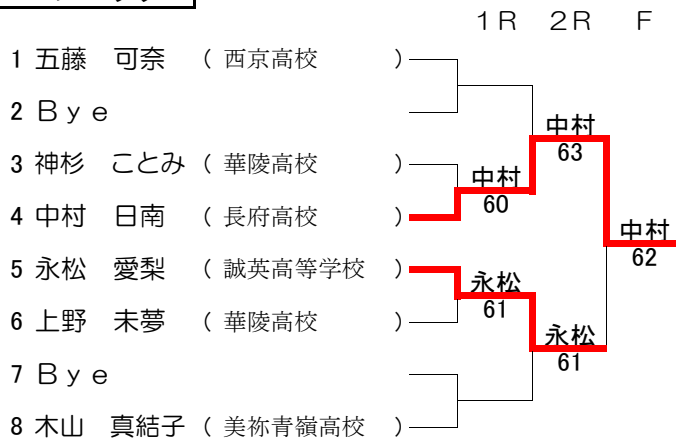 1R 2R F
1 五藤 可奈 ( 西京高校 )
2 Bye
中村
63
3 神杉 ことみ ( 華陵高校 )
中村
60
4 中村 日南 ( 長府高校 )
中村
62
5 永松 愛梨 ( 誠英高等学校 )
永松
61
6 上野 未夢 ( 華陵高校 )
永松
61
7 Bye
8 木山 真結子 ( 美祢青嶺高校 )